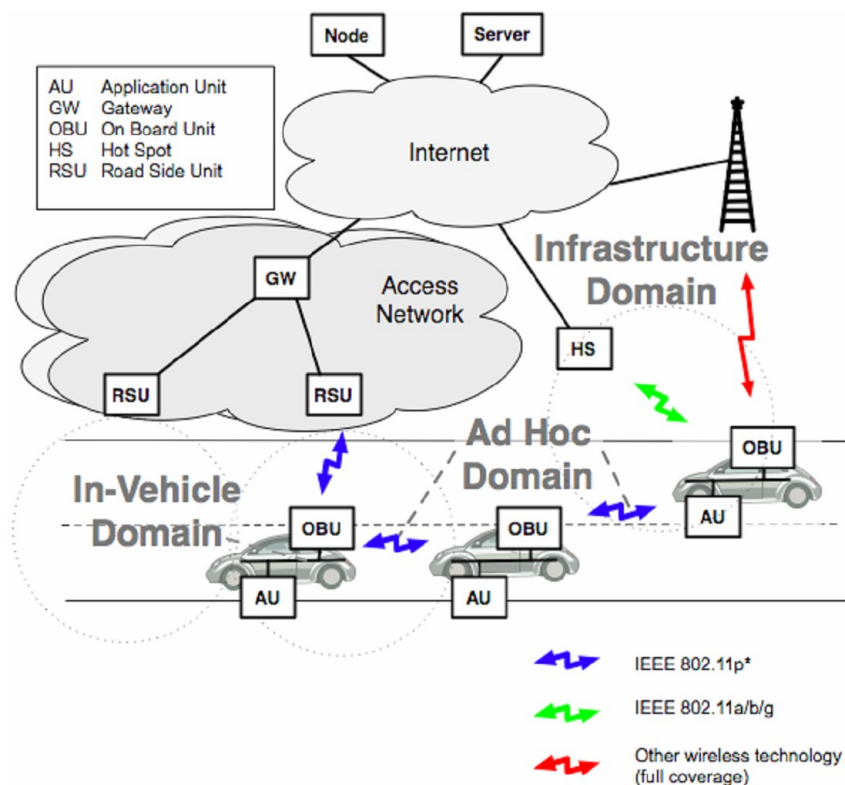 Node
Server
AU Application Unit
GW Gateway
OBU On Board Unit
HS Hot Spot
RSU Road Side Unit
Internet
Infrastructure
Domain
GW
Access
Network
HS
RSU
RSU
Ad Hoc
Domain
OBU
In-Vehicle
Domain
AU
OBU
OBU
AU
AU
IEEE 802.11p*
IEEE 802.11a/b/g
Other wireless technology
(full coverage)